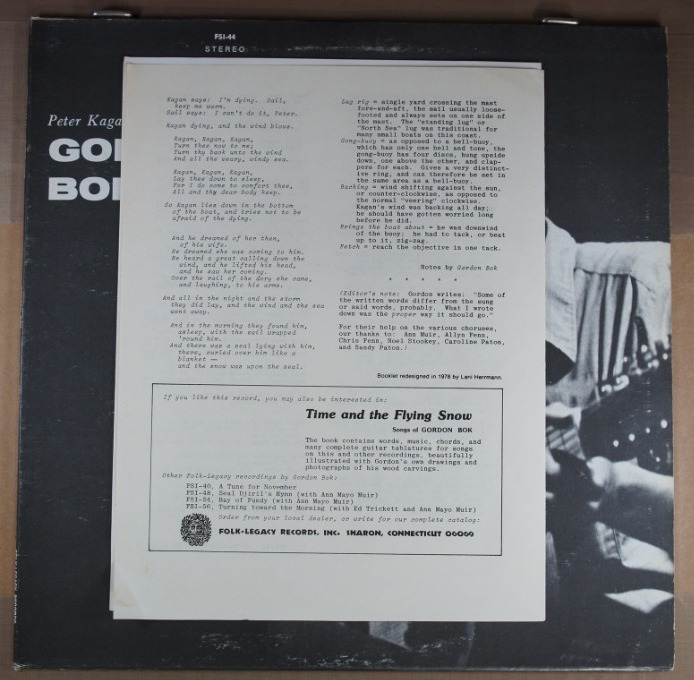 FSI-44
STEREO
Peter Kaga
GO
BO
Kagan says: I'm dying. Sail,
keep me warm.
Sail says: I can't do it, Peter.
Kagan dying, and the wind blows.
Kagan, Kagan, Kagan,
Turn thee now to me;
Turn thy back unto the wind
And all the weary, windy sea.
Kagan, Kagan, Kagan,
Lay thee down to sleep,
For I do come to comfort thee,
All and thy dear body keep.
So Kagan lies down in the bottom
of the boat, and tries not to be
afraid of the dying.
And he dreamed of her then,
of his wife.
He dreamed she was coming to him.
He heard a great calling down the
wind, and he lifted his head,
and he saw her coming.
Over the rail of the dory she came,
and laughing, to his arms.
And all in the night and the storm
they did lay, and the wind and the sea
went away.
And in the morning they found him,
asleep, with the sail wrapped
'round him.
And there was a seal lying with him,
there, curled over him like a
blanket —
and the snow was upon the seal.
Lug rig = single yard crossing the mast
fore-and-aft, the sail usually loose-
footed and always sets on one side of
the mast. The "standing lug" or
"North Sea" lug was traditional for
many small boats on this coast.
Gong-buoy = as opposed to a bell-buoy,
which has only one bell and tone, the
gong-buoy has four discs, hung upside
down, one above the other, and clap-
pers for each. Gives a very distinct-
ive ring, and can therefore be set in
the same area as a bell-buoy.
Backing = wind shifting against the sun,
or counter-clockwise, as opposed to
the normal "veering" clockwise.
Kagan's wind was backing all day;
he should have gotten worried long
before he did.
Brings the boat about = he was downwind
of the buoy; he had to tack, or beat
up to it, zig-zag.
Fetch = reach the objective in one tack.
Notes by Gordon Bok
* * * * *
(Editor's note: Gordon writes: "Some of
the written words differ from the sung
or said words, probably. What I wrote
down was the proper way it should go."
For their help on the various choruses,
our thanks to: Ann Muir, Allyn Fenn,
Chris Fenn, Noel Stookey, Caroline Paton,
and Sandy Paton.)
Booklet redesigned in 1978 by Lani Herrmann.
If you like this record, you may also be interested in:
Time and the Flying Snow
Songs of GORDON BOK
The book contains words, music, chords, and
many complete guitar tablatures for songs
on this and other recordings, beautifully
illustrated with Gordon's own drawings and
photographs of his wood carvings.
Other Folk-Legacy recordings by Gordon Bok:
FSI-40, A Tune for November
FSI-48, Seal Djiril's Hymn (with Ann Mayo Muir)
FSI-54, Bay of Fundy (with Ann Mayo Muir)
FSI-56, Turning toward the Morning (with Ed Trickett and Ann Mayo Muir)
Order from your local dealer, or write for our complete catalog:
FOLK-LEGACY RECORDS, INC. SHARON, CONNECTICUT 06069